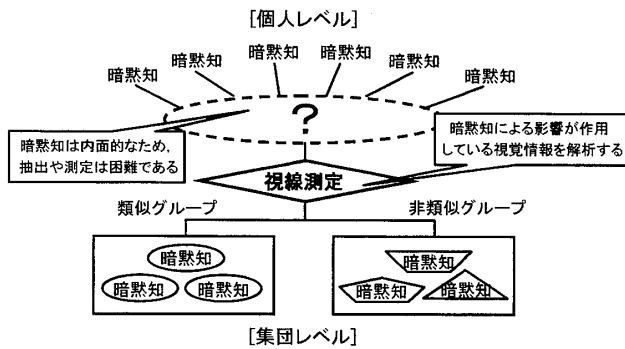 [個人レベル]
暗黙知 暗黙知 暗黙知 暗黙知 暗黙知 暗黙知
?
暗黙知は内面的なため,
抽出や測定は困難である
暗黙知による影響が作用
している視覚情報を解析する
視線測定
類似グループ
非類似グループ
暗黙知
暗黙知 暗黙知
暗黙知
暗黙知 暗黙知
[集団レベル]